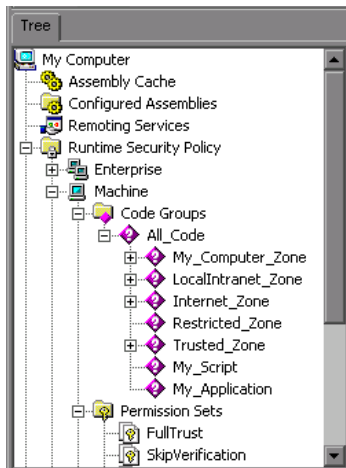 Tree
My Computer
Assembly Cache
Configured Assemblies
Remoting Services
Runtime Security Policy
Enterprise
Machine
Code Groups
All_Code
My_Computer_Zone
LocalIntranet_Zone
Internet_Zone
Restricted_Zone
Trusted_Zone
My_Script
My_Application
Permission Sets
FullTrust
SkipVerification